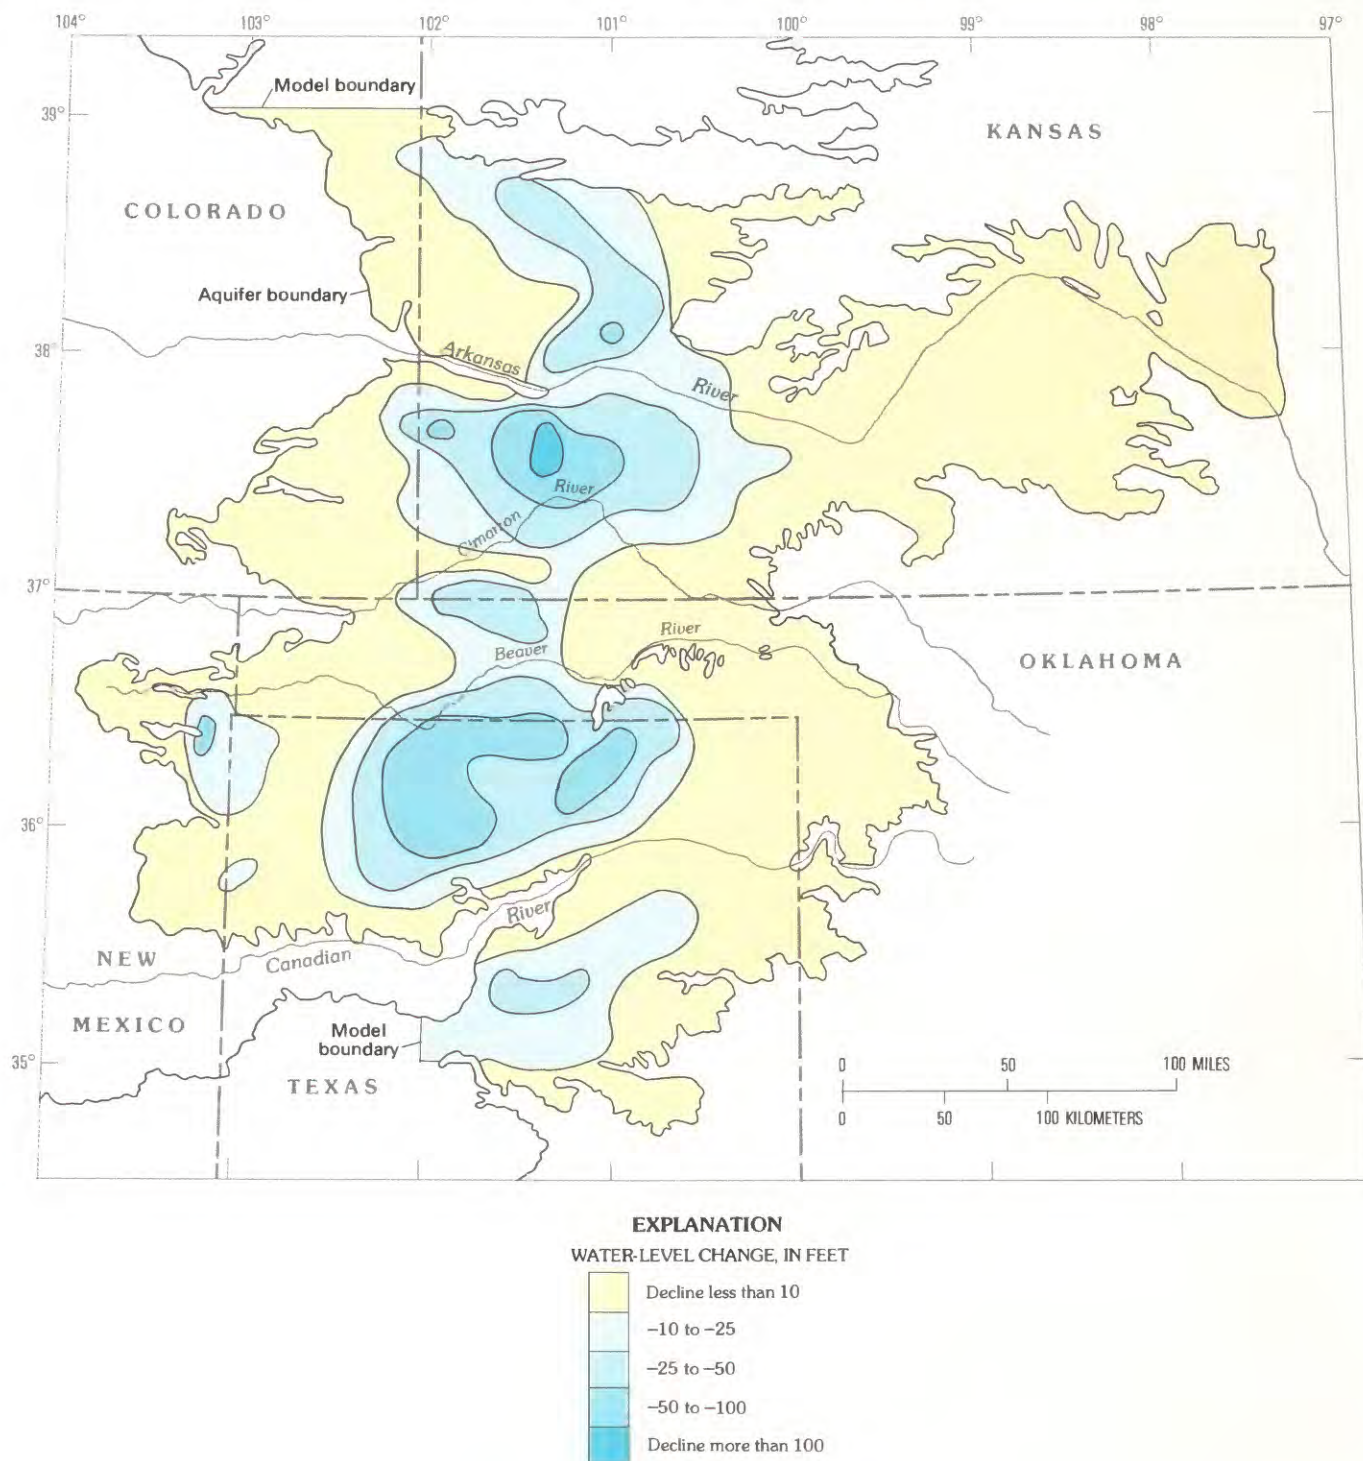 104° 103° 102° 101° 100° 99° 98° 97°
Model boundary
39°
KANSAS
COLORADO
Aquifer boundary
38°
Arkansas
River
River
Cimarron
37°
River
Beaver
OKLAHOMA
36°
River
NEW
Canadian
MEXICO
Model
boundary
35°
TEXAS
0 50 100 MILES
0 50 100 KILOMETERS
EXPLANATION
WATER-LEVEL CHANGE, IN FEET
Decline less than 10
−10 to −25
−25 to −50
−50 to −100
Decline more than 100